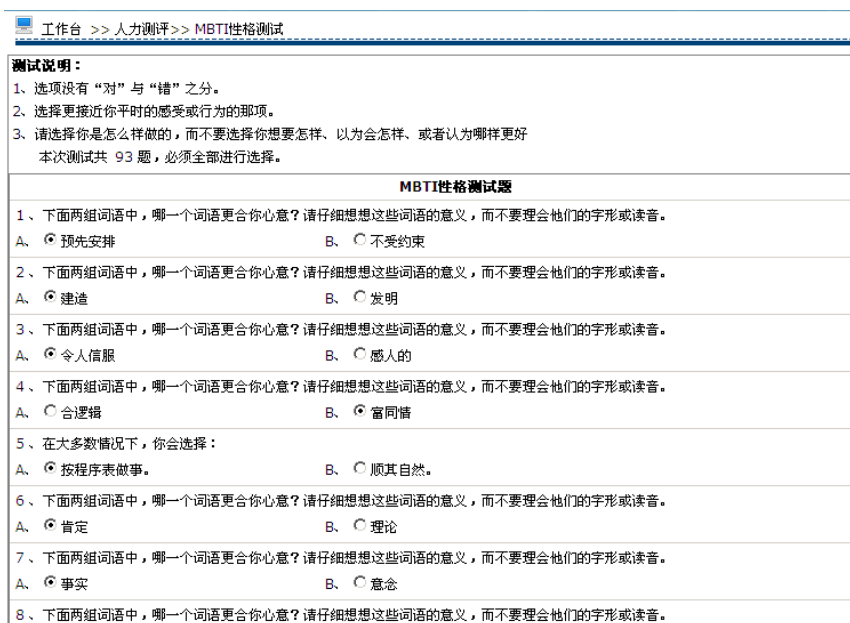 工作台 >> 人力测评>> MBTI性格测试
测试说明：
1、选项没有“对”与“错”之分。
2、选择更接近你平时的感受或行为的那项。
3、请选择你是怎么样做的，而不要选择你想要怎样、以为会怎样、或者认为哪样更好
本次测试共 93 题，必须全部进行选择。
MBTI性格测试题
1、下面两组词语中，哪一个词语更合你心意？请仔细想想这些词语的意义，而不要理会他们的字形或读音。
A、 预先安排 B、 不受约束
2、下面两组词语中，哪一个词语更合你心意？请仔细想想这些词语的意义，而不要理会他们的字形或读音。
A、 建造 B、 发明
3、下面两组词语中，哪一个词语更合你心意？请仔细想想这些词语的意义，而不要理会他们的字形或读音。
A、 令人信服 B、 感人的
4、下面两组词语中，哪一个词语更合你心意？请仔细想想这些词语的意义，而不要理会他们的字形或读音。
A、 合逻辑 B、 富同情
5、在大多数情况下，你会选择：
A、 按程序表做事。 B、 顺其自然。
6、下面两组词语中，哪一个词语更合你心意？请仔细想想这些词语的意义，而不要理会他们的字形或读音。
A、 肯定 B、 理论
7、下面两组词语中，哪一个词语更合你心意？请仔细想想这些词语的意义，而不要理会他们的字形或读音。
A、 事实 B、 意念
8、下面两组词语中，哪一个词语更合你心意？请仔细想想这些词语的意义，而不要理会他们的字形或读音。